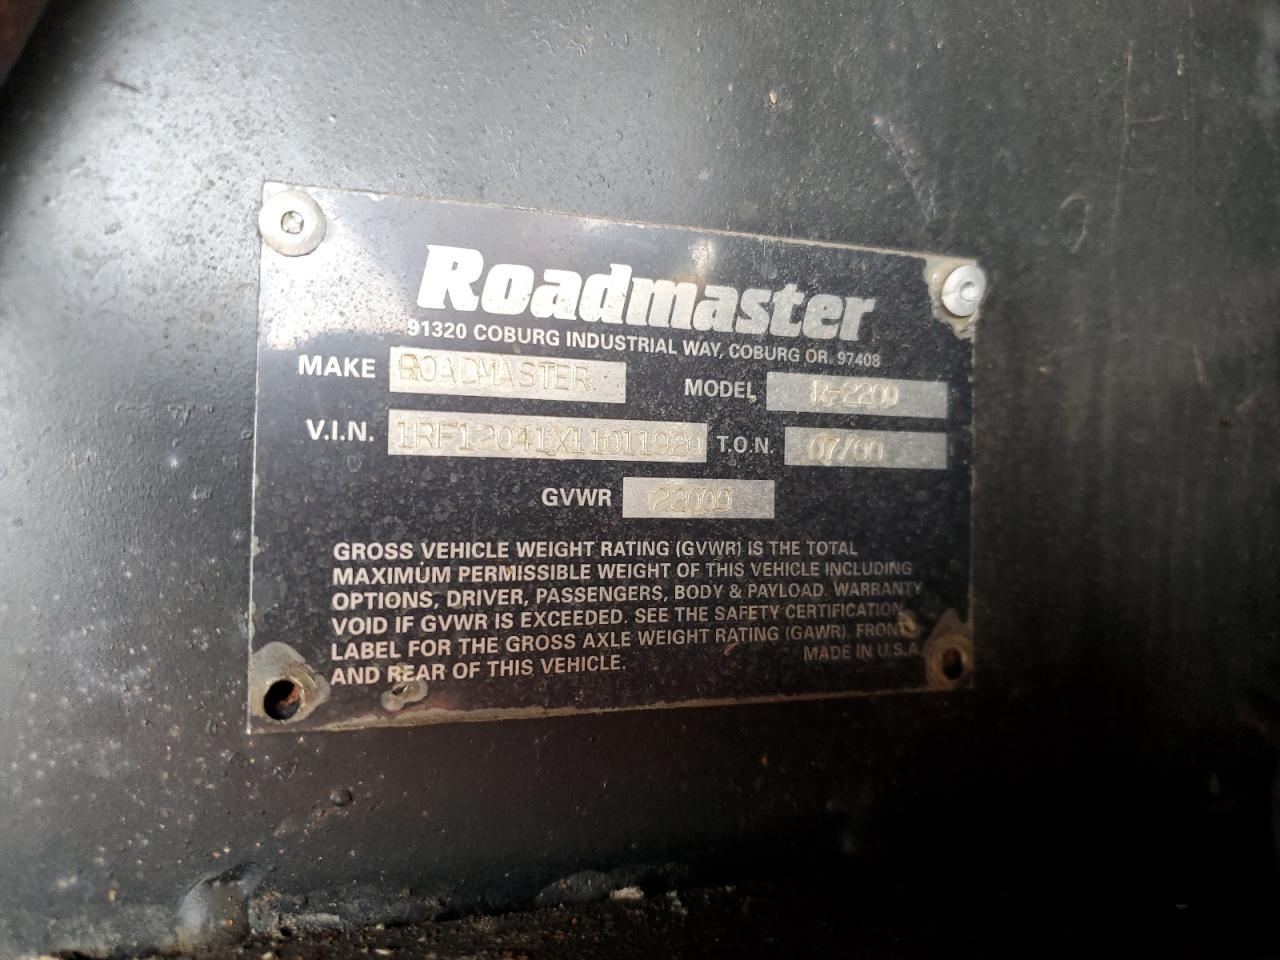 Roadmaster
91320 COBURG INDUSTRIAL WAY, COBURG OR. 97408
MAKE ROADMASTER MODEL R-2200
V.I.N. 1RF12041X11011920 T.O.N. 07/00
GVWR 22000
GROSS VEHICLE WEIGHT RATING (GVWR) IS THE TOTAL
MAXIMUM PERMISSIBLE WEIGHT OF THIS VEHICLE INCLUDING
OPTIONS, DRIVER, PASSENGERS, BODY & PAYLOAD. WARRANTY
VOID IF GVWR IS EXCEEDED. SEE THE SAFETY CERTIFICATION
LABEL FOR THE GROSS AXLE WEIGHT RATING (GAWR), FRONT
AND REAR OF THIS VEHICLE.
MADE IN U.S.A.